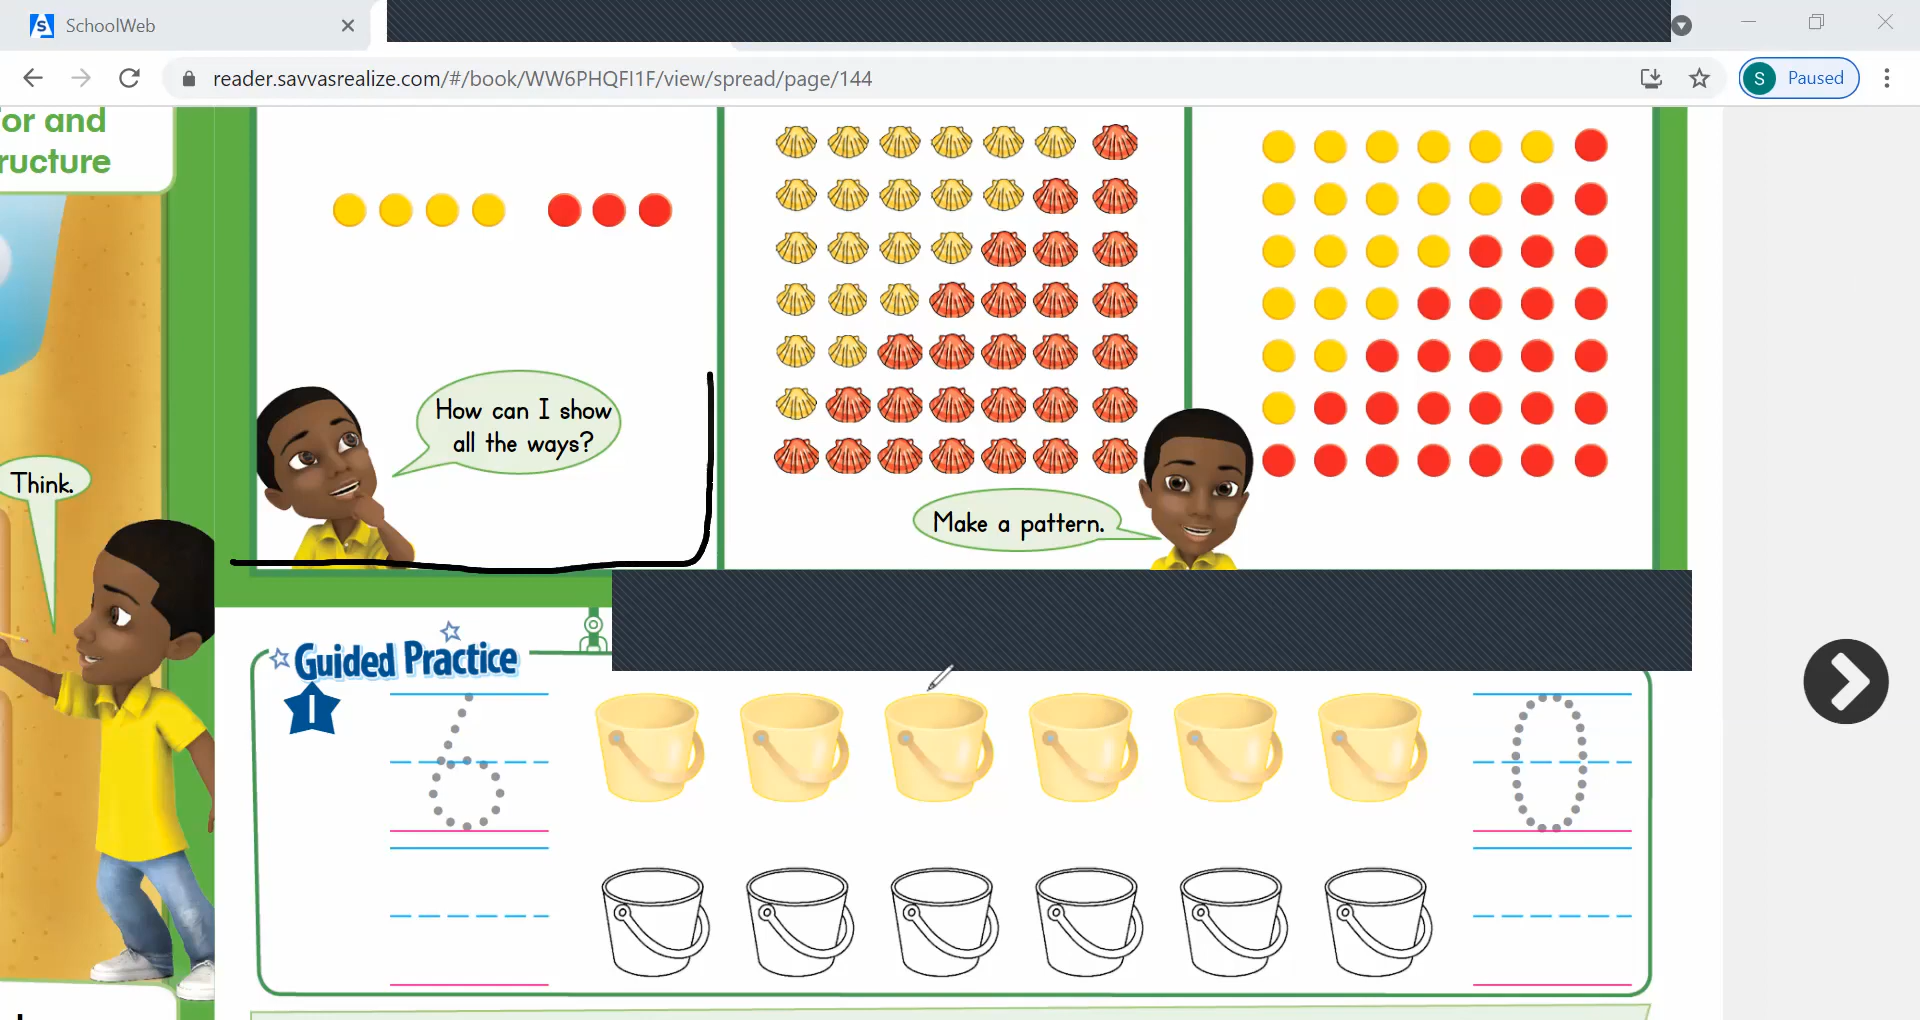 SchoolWeb
reader.savvasrealize.com/#/book/WW6PHQFI1F/view/spread/page/144
S Paused
or and
ructure
How can I show
all the ways?
Think.
Make a pattern.
Guided Practice
1
6 0